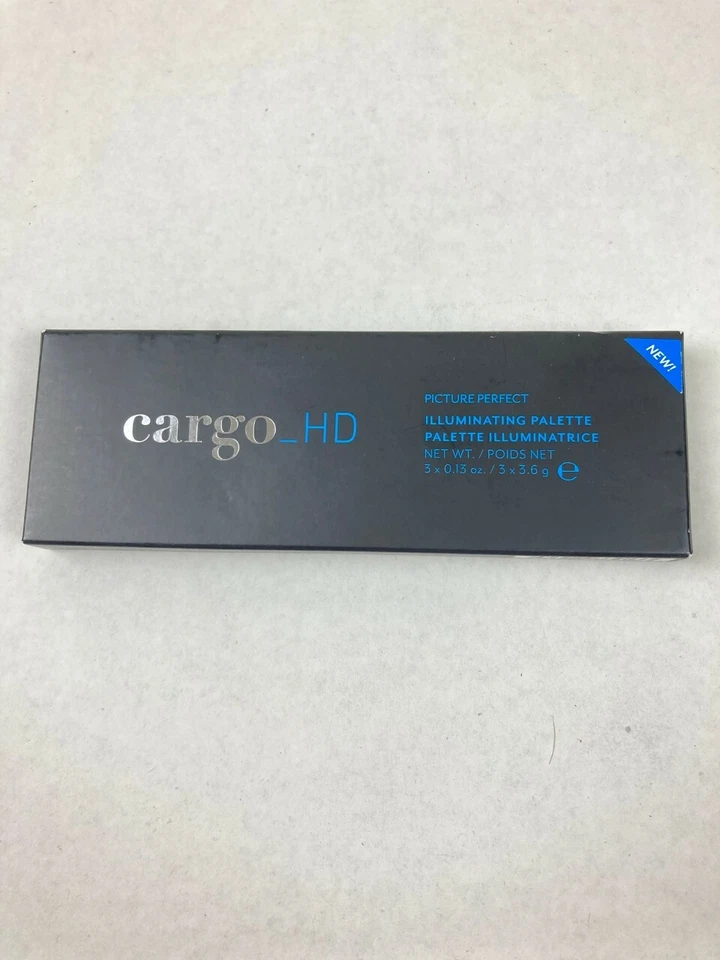 cargo_HD
PICTURE PERFECT
ILLUMINATING PALETTE
PALETTE ILLUMINATRICE
NET WT. / POIDS NET
3 x 0.13 oz. / 3 x 3.6 g ℮
NEW!